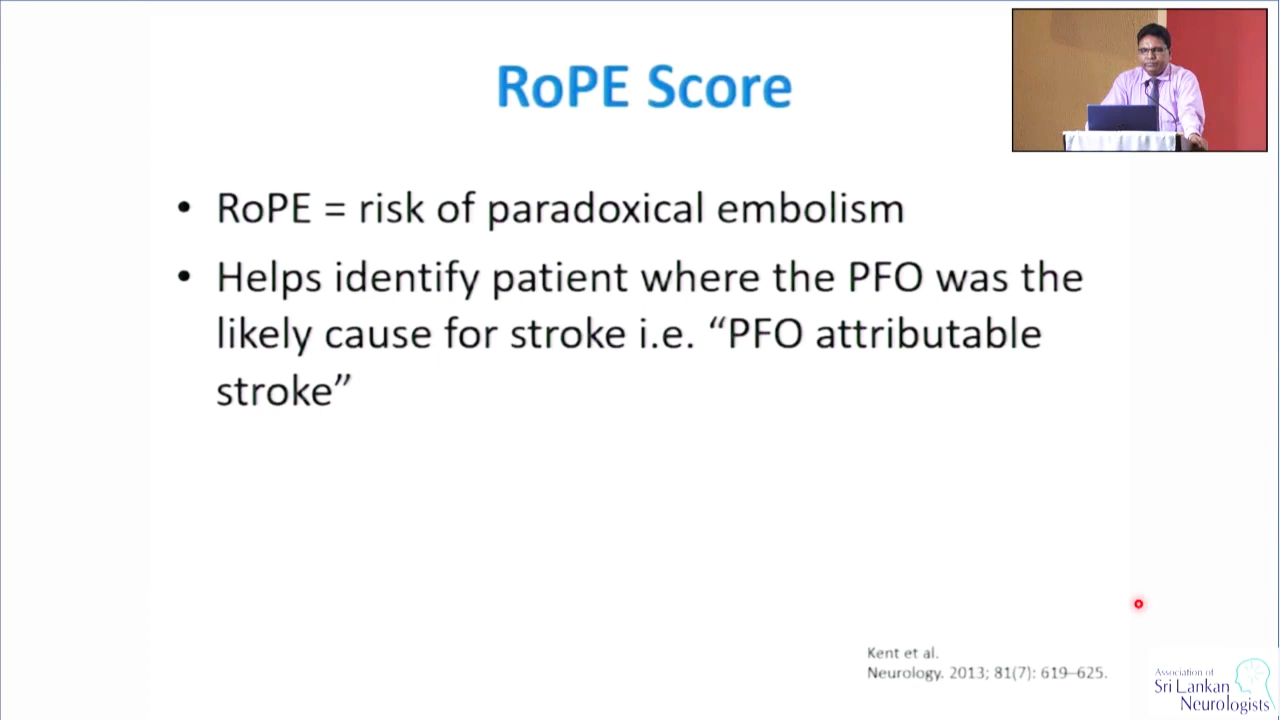 RoPE Score
• RoPE = risk of paradoxical embolism
• Helps identify patient where the PFO was the
likely cause for stroke i.e. “PFO attributable
stroke”
Kent et al.
Neurology. 2013; 81(7): 619–625.
Association of
Sri Lankan
Neurologists